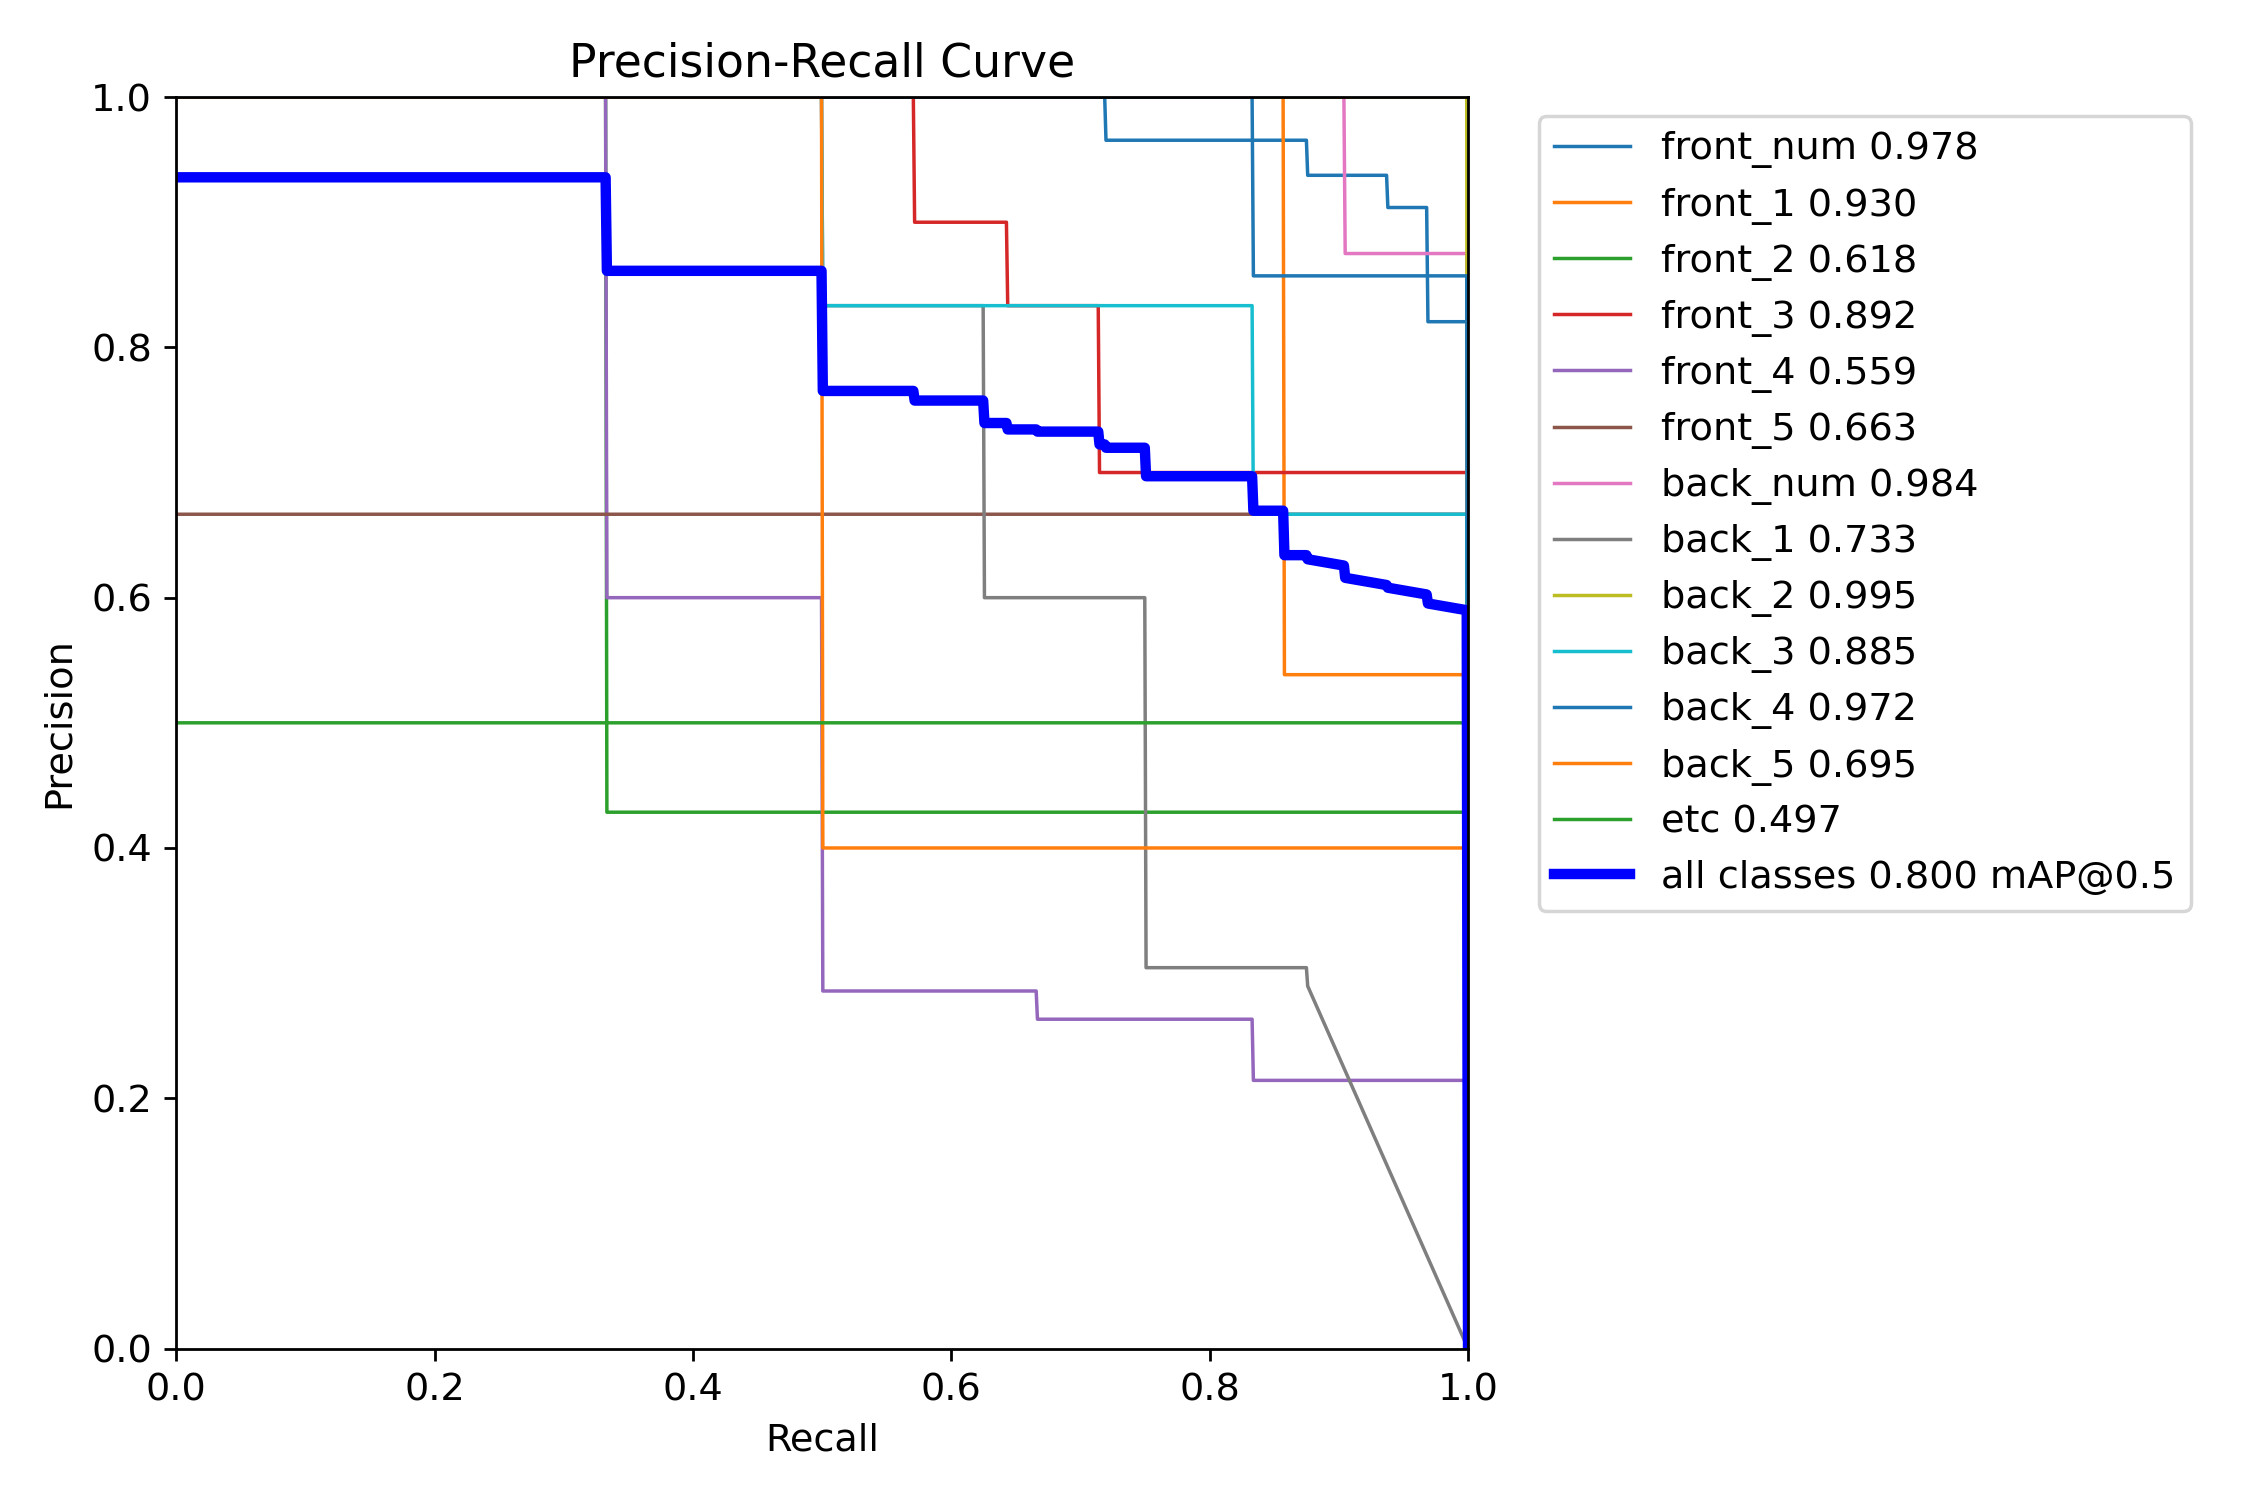 Precision-Recall Curve
1.0
0.8
0.6
0.4
0.2
0.0
Precision
0.0 0.2 0.4 0.6 0.8 1.0
Recall
front_num 0.978
front_1 0.930
front_2 0.618
front_3 0.892
front_4 0.559
front_5 0.663
back_num 0.984
back_1 0.733
back_2 0.995
back_3 0.885
back_4 0.972
back_5 0.695
etc 0.497
all classes 0.800 mAP@0.5